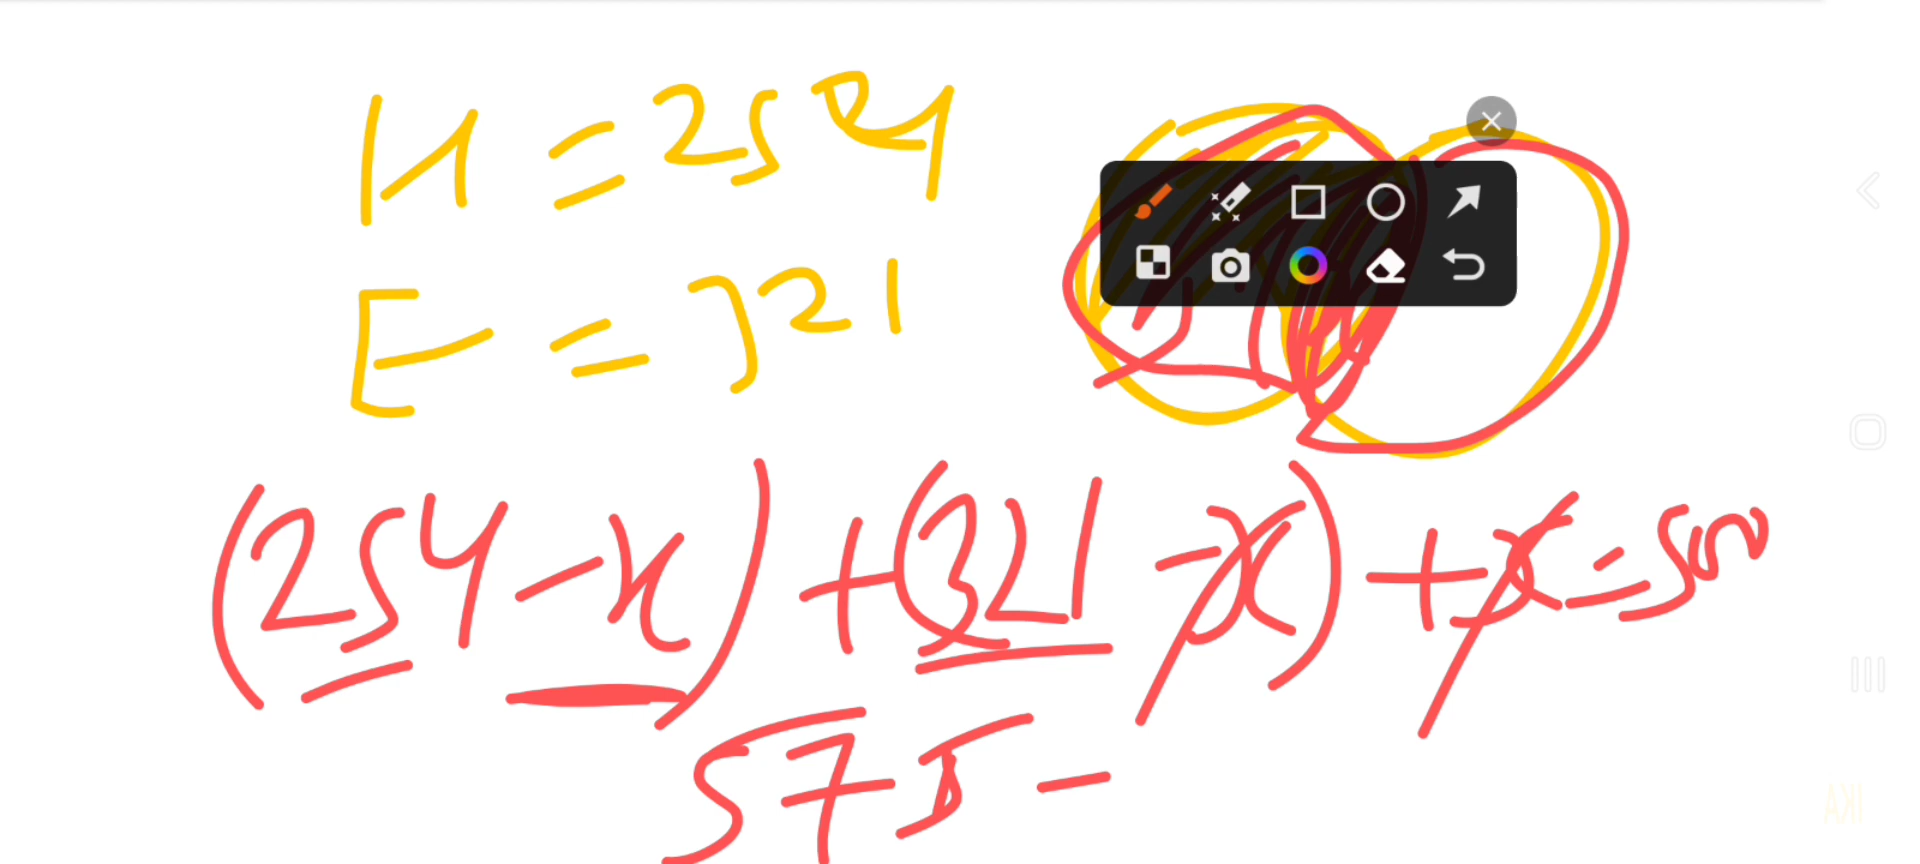 H = 254
E = 321
(254 - x) + (321 - x) + x = 500
575 -